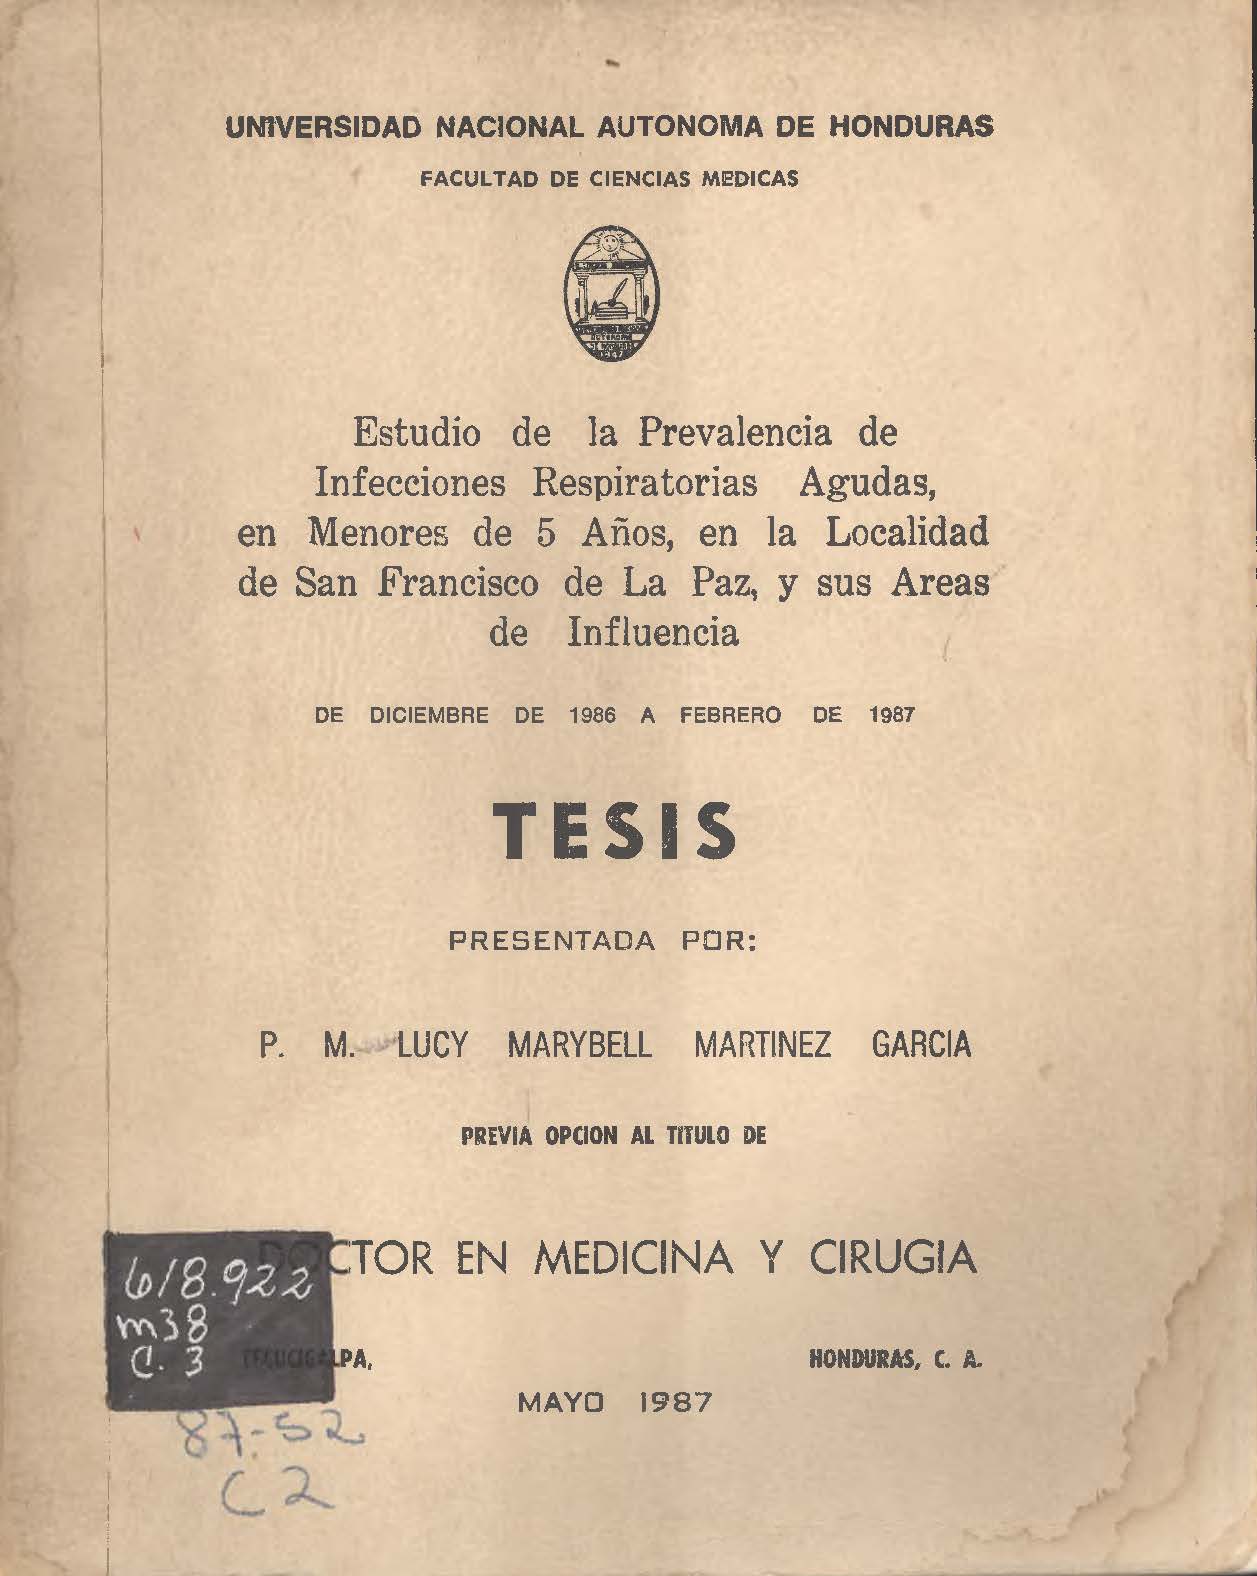 UNIVERSIDAD NACIONAL AUTONOMA DE HONDURAS
FACULTAD DE CIENCIAS MEDICAS
Estudio de la Prevalencia de
Infecciones Respiratorias Agudas,
en Menores de 5 Años, en la Localidad
de San Francisco de La Paz, y sus Areas
de Influencia
DE DICIEMBRE DE 1986 A FEBRERO DE 1987
TESIS
PRESENTADA POR:
P. M. LUCY MARYBELL MARTINEZ GARCIA
PREVIA OPCION AL TITULO DE
DOCTOR EN MEDICINA Y CIRUGIA
618.922
m38
C. 3
TEGUCIGALPA, HONDURAS, C. A.
MAYO 1987
87-52
C2